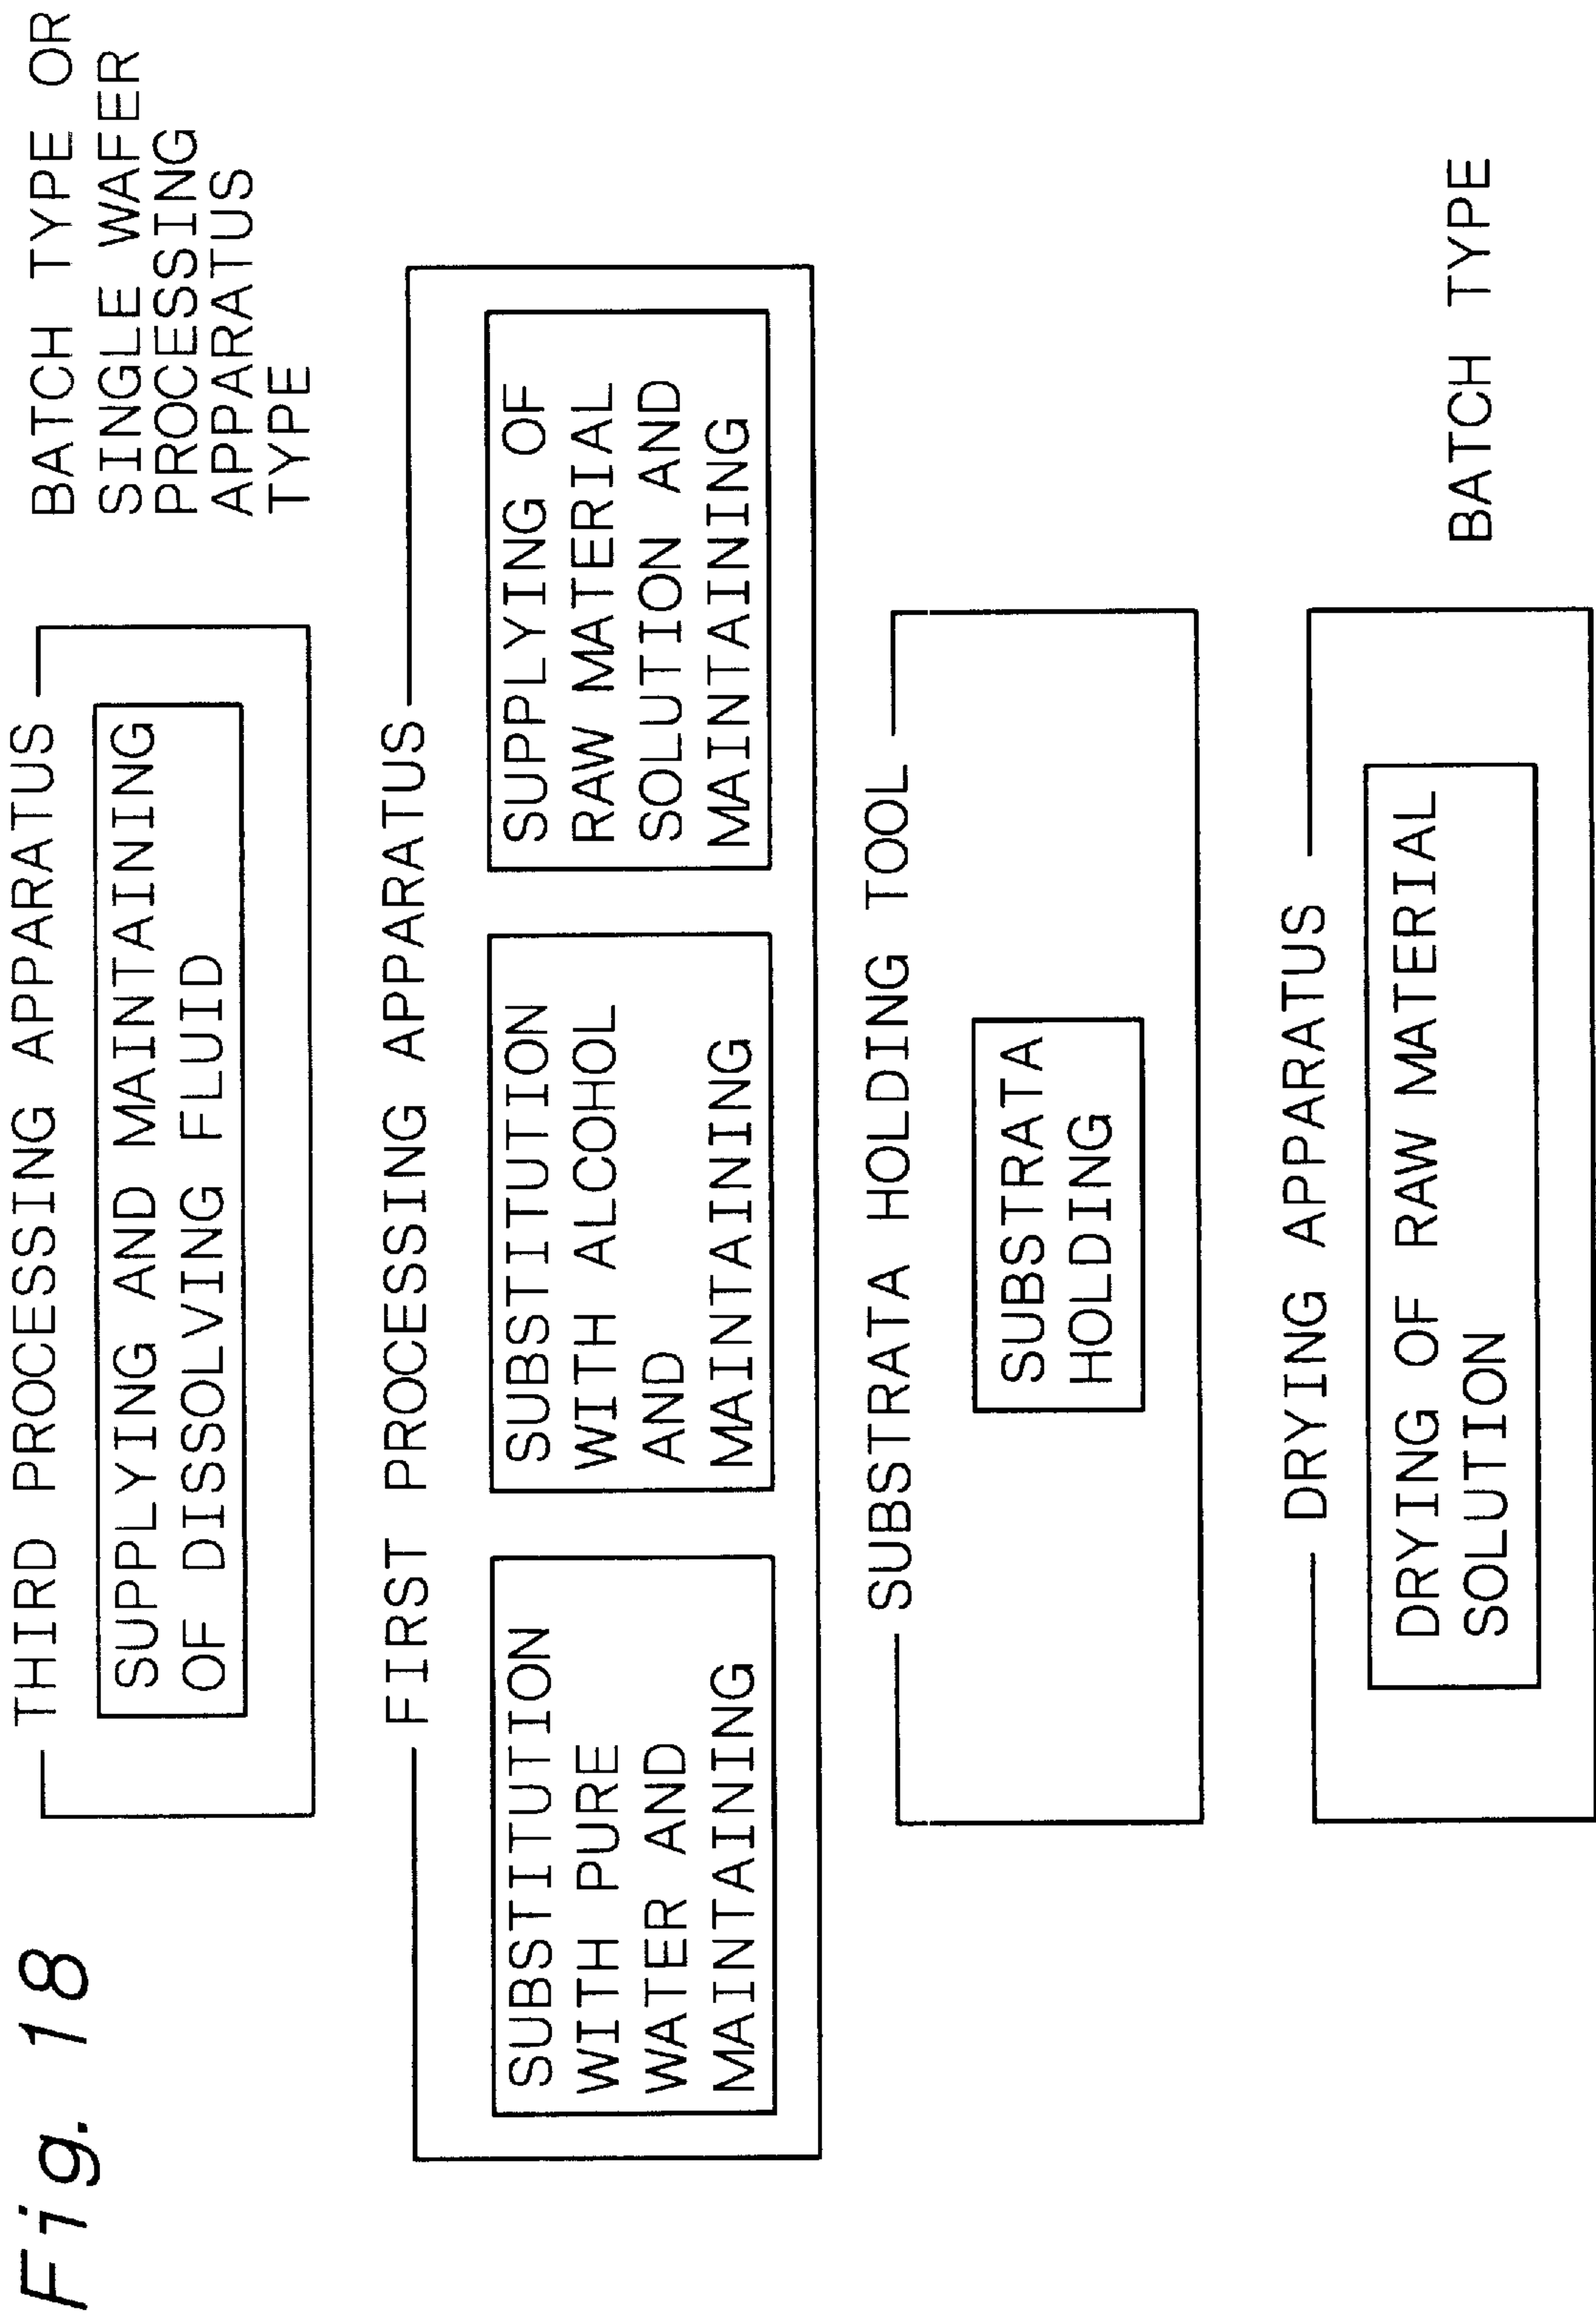 Fig. 18
THIRD PROCESSING APPARATUS
SUPPLYING AND MAINTAINING
OF DISSOLVING FLUID
BATCH TYPE OR
SINGLE WAFER
PROCESSING
APPARATUS
TYPE
FIRST PROCESSING APPARATUS
SUBSTITUTION
WITH PURE
WATER AND
MAINTAINING
SUBSTITUTION
WITH ALCOHOL
AND
MAINTAINING
SUPPLYING OF
RAW MATERIAL
SOLUTION AND
MAINTAINING
SUBSTRATA HOLDING TOOL
SUBSTRATA
HOLDING
DRYING APPARATUS
DRYING OF RAW MATERIAL
SOLUTION
BATCH TYPE